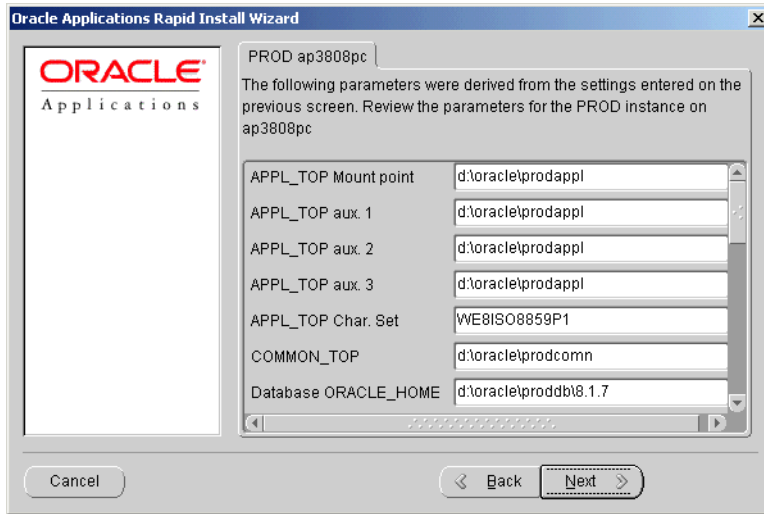 Oracle Applications Rapid Install Wizard
ORACLE®
Applications
PROD ap3808pc
The following parameters were derived from the settings entered on the
previous screen. Review the parameters for the PROD instance on
ap3808pc
APPL_TOP Mount point d:\oracle\prodappl
APPL_TOP aux. 1 d:\oracle\prodappl
APPL_TOP aux. 2 d:\oracle\prodappl
APPL_TOP aux. 3 d:\oracle\prodappl
APPL_TOP Char. Set WE8ISO8859P1
COMMON_TOP d:\oracle\prodcomn
Database ORACLE_HOME d:\oracle\proddb\8.1.7
Cancel Back Next